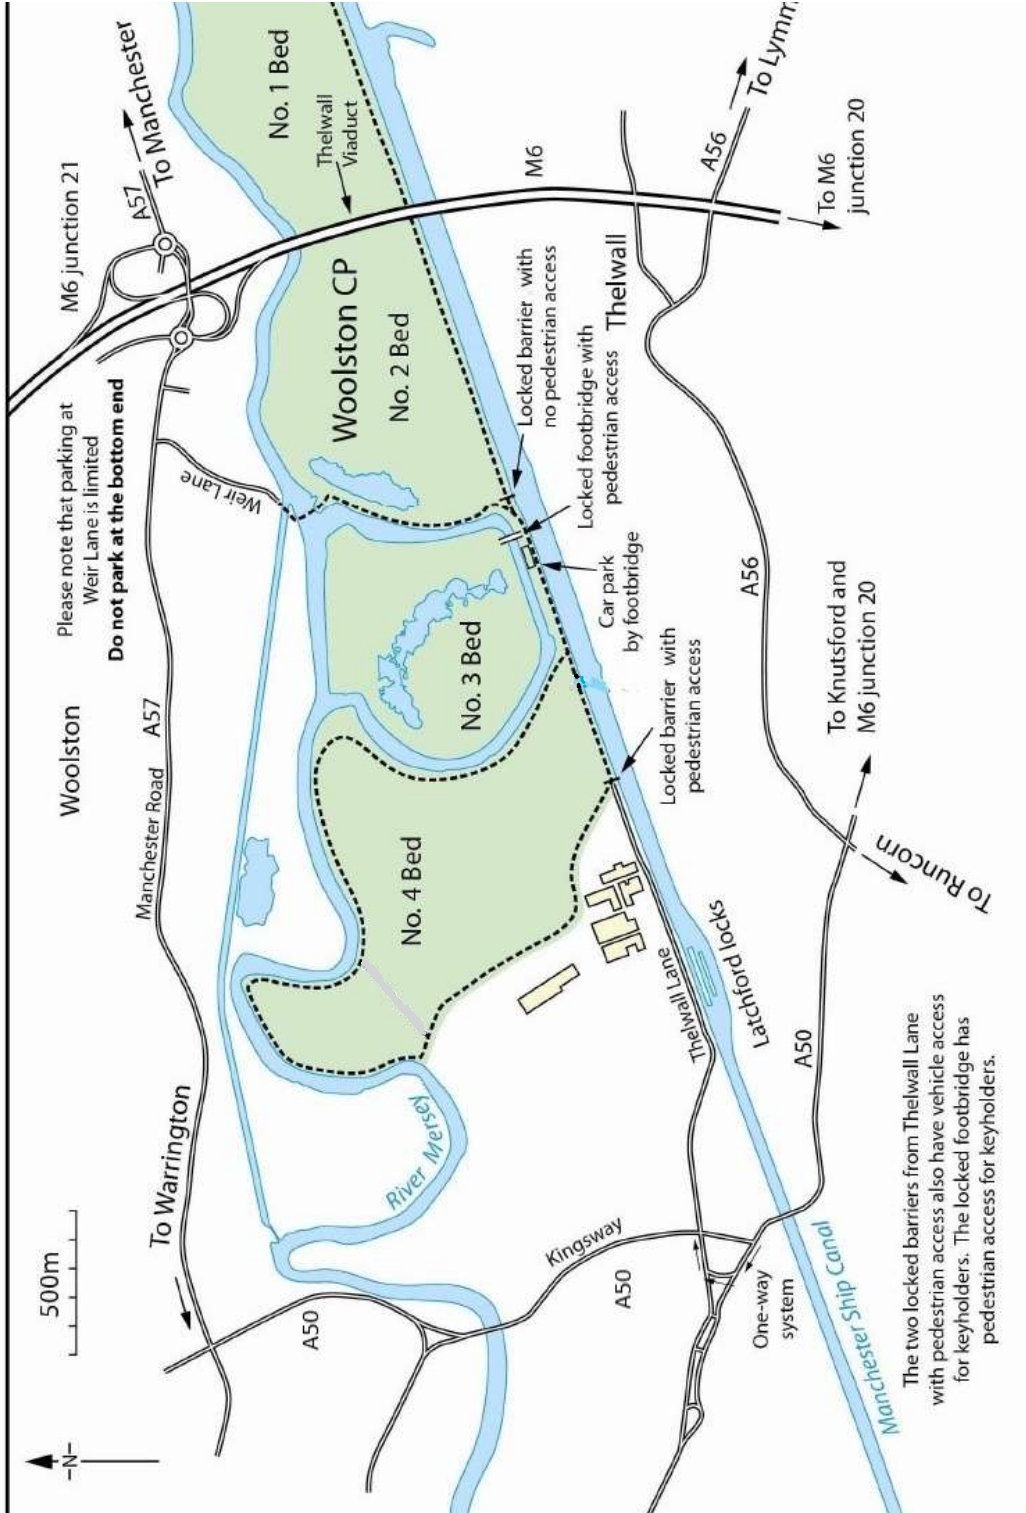 -N-
500m
To Warrington
Manchester Road
A57
Woolston
Please note that parking at
Weir Lane is limited
Do not park at the bottom end
M6 junction 21
A57
To Manchester
Weir Lane
No. 1 Bed
Thelwall
Viaduct
Woolston CP
No. 2 Bed
No. 3 Bed
No. 4 Bed
River Mersey
M6
Locked barrier with
no pedestrian access
Locked footbridge with
pedestrian access
Thelwall
Car park
by footbridge
Locked barrier with
pedestrian access
A56
To Lymm
To M6
junction 20
A56
To Knutsford and
M6 junction 20
To Runcorn
Thelwall Lane
Latchford locks
A50
Kingsway
A50
A50
One-way
system
Manchester Ship Canal
The two locked barriers from Thelwall Lane
with pedestrian access also have vehicle access
for keyholders. The locked footbridge has
pedestrian access for keyholders.